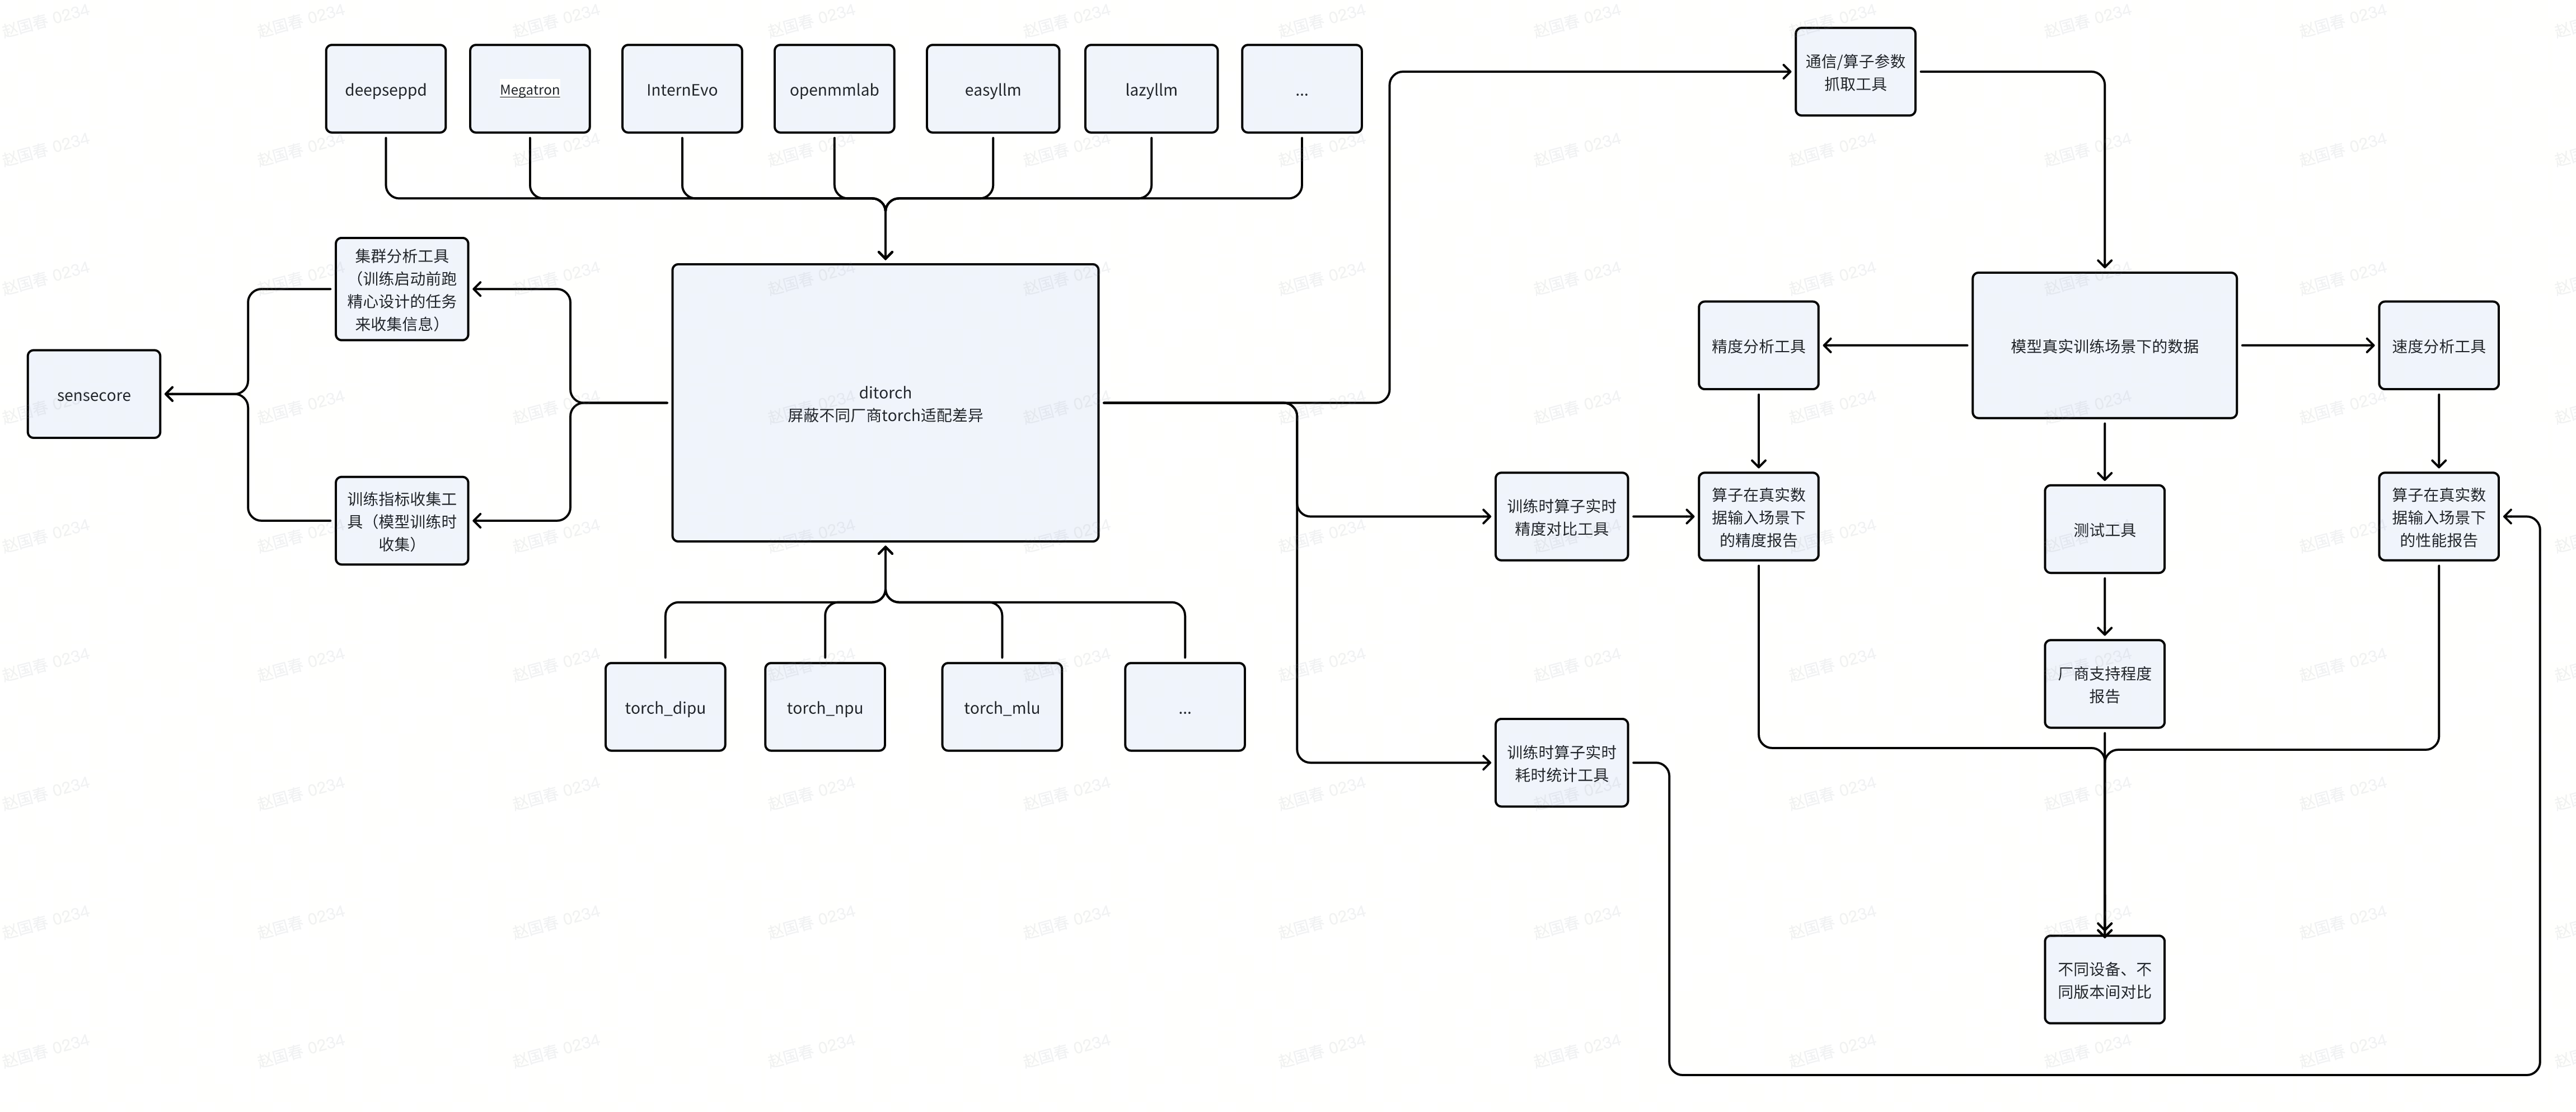 deepseppd
Megatron
InternEvo
openmmlab
easyllm
lazyllm
...
通信/算子参数
抓取工具
集群分析工具
（训练启动前跑
精心设计的任务
来收集信息）
sensecore
训练指标收集工
具（模型训练时
收集）
ditorch
屏蔽不同厂商torch适配差异
torch_dipu
torch_npu
torch_mlu
...
精度分析工具
模型真实训练场景下的数据
速度分析工具
训练时算子实时
精度对比工具
算子在真实数
据输入场景下
的精度报告
测试工具
算子在真实数
据输入场景下
的性能报告
厂商支持程度
报告
训练时算子实时
耗时统计工具
不同设备、不
同版本间对比
赵国春 0234